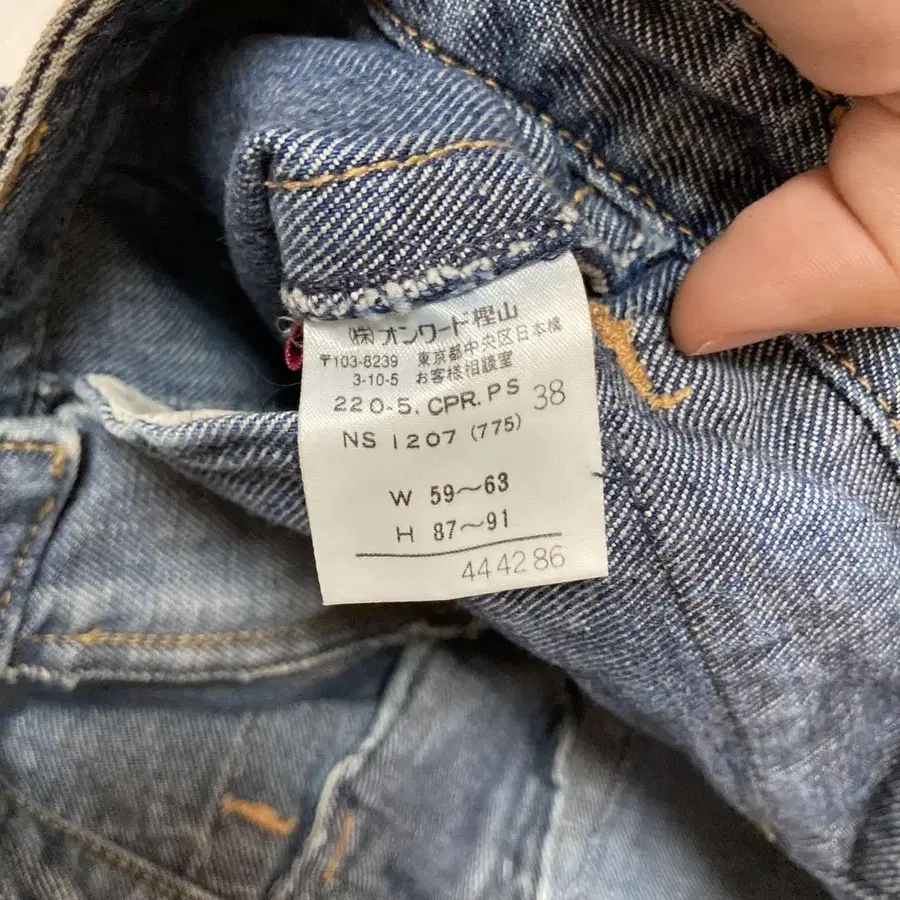 (株)オンワード樫山
〒103-8239 東京都中央区日本橋
3-10-5 お客様相談室
220-5. CPR. PS 38
NS 1207 (775)
W 59～63
H 87～91
444286